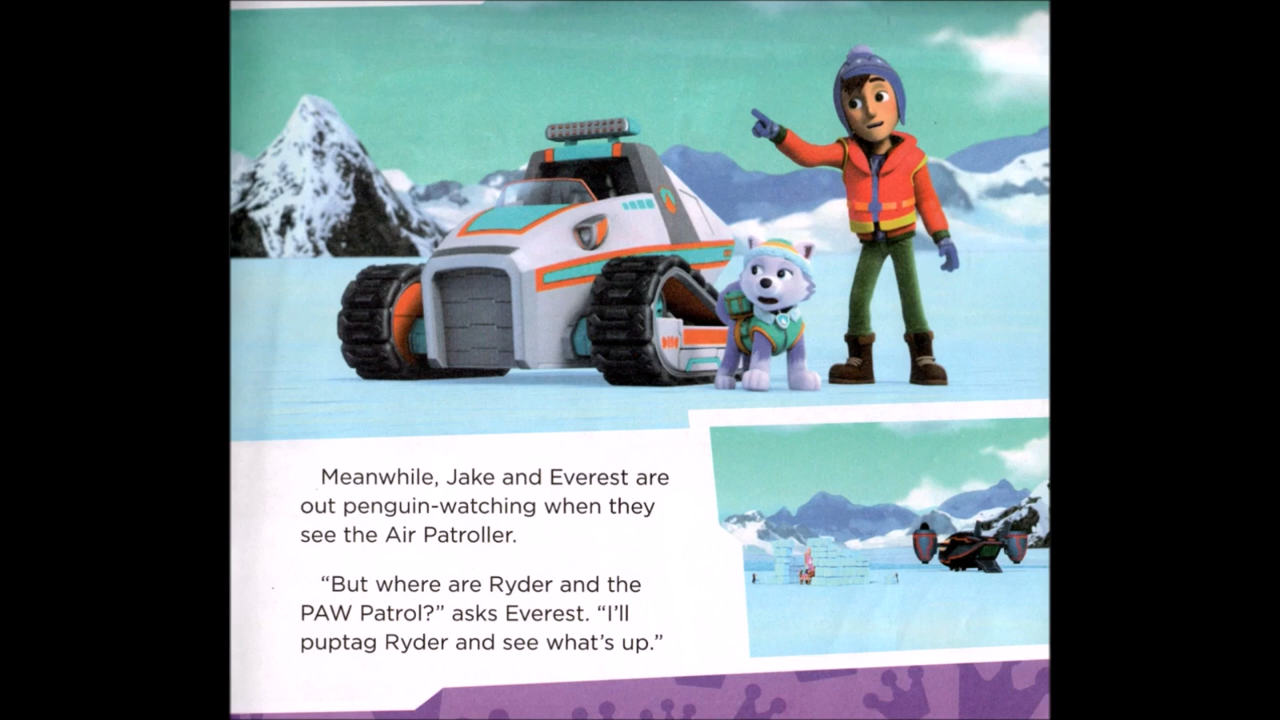 Meanwhile, Jake and Everest are
out penguin-watching when they
see the Air Patroller.
“But where are Ryder and the
PAW Patrol?” asks Everest. “I’ll
puptag Ryder and see what’s up.”